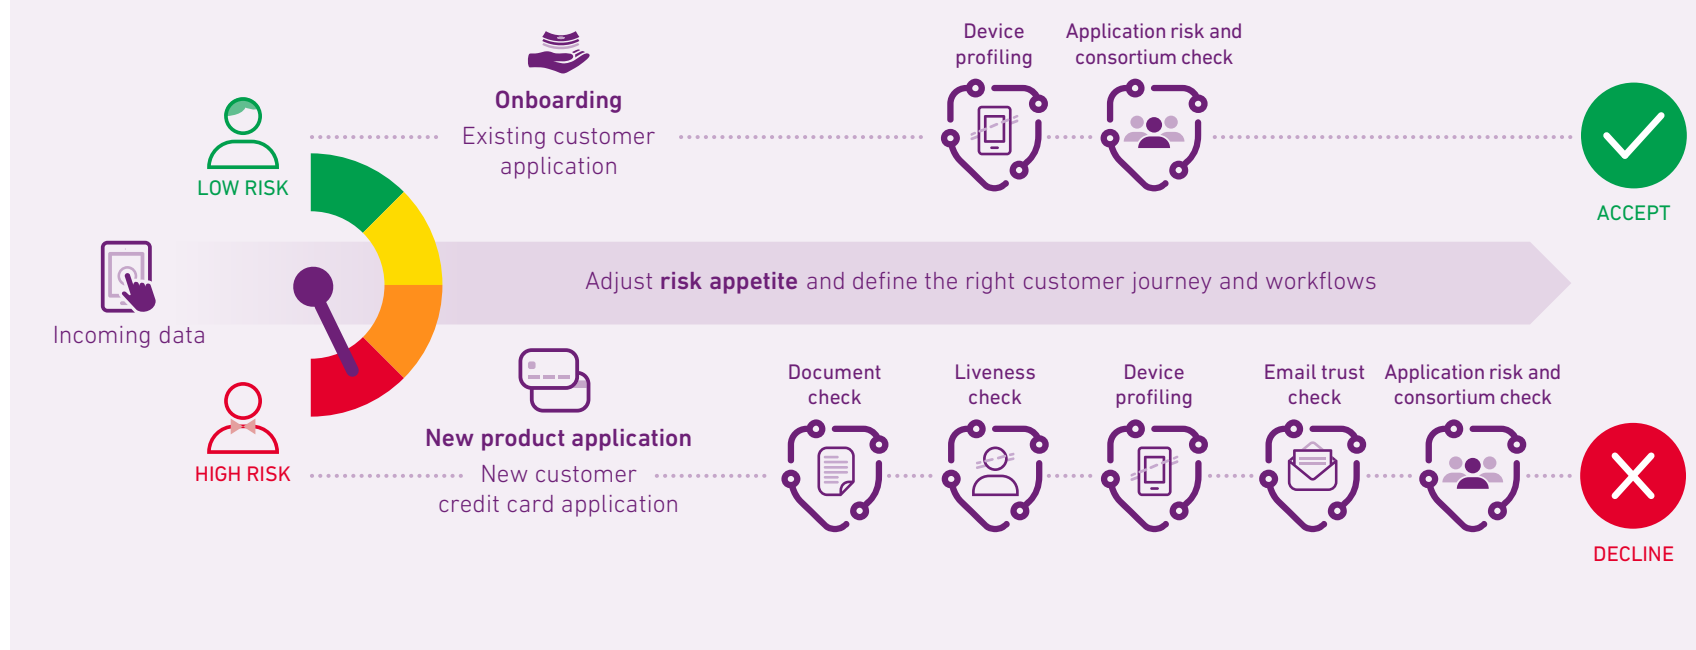 Device
profiling
Application risk and
consortium check
Onboarding
Existing customer
application
LOW RISK
ACCEPT
Adjust risk appetite and define the right customer journey and workflows
Incoming data
HIGH RISK
New product application
New customer
credit card application
Document
check
Liveness
check
Device
profiling
Email trust
check
Application risk and
consortium check
DECLINE